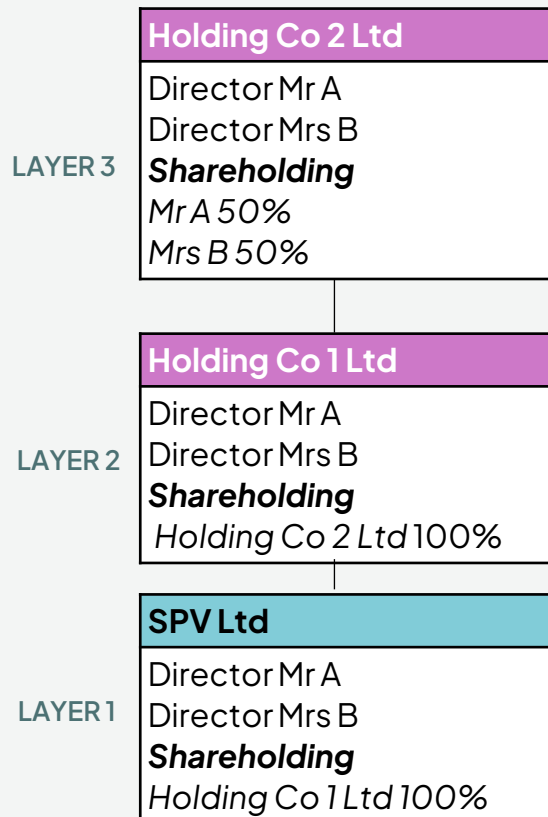 Holding Co 2 Ltd
Director Mr A
Director Mrs B
LAYER 3
Shareholding
Mr A 50%
Mrs B 50%
Holding Co 1 Ltd
Director Mr A
Director Mrs B
LAYER 2
Shareholding
Holding Co 2 Ltd 100%
SPV Ltd
Director Mr A
Director Mrs B
LAYER 1
Shareholding
Holding Co 1 Ltd 100%